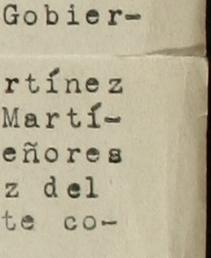 Gobier-
rtínez
Martí-
eñores
z del
te co-